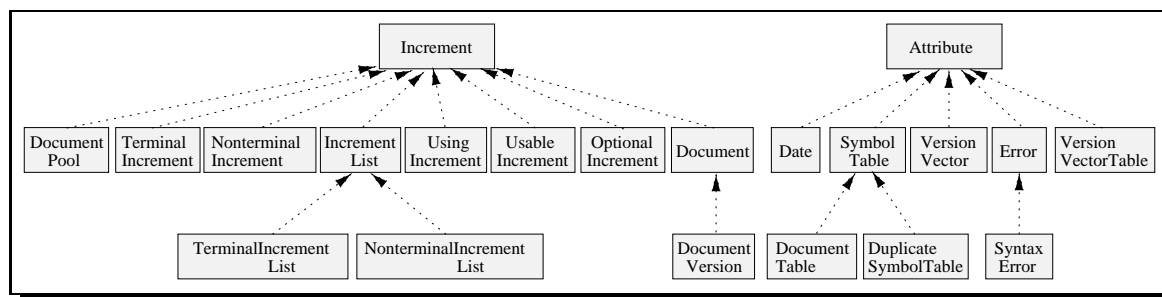 Increment
Attribute
Document
Pool
Terminal
Increment
Nonterminal
Increment
Increment
List
Using
Increment
Usable
Increment
Optional
Increment
Document
Date
Symbol
Table
Version
Vector
Error
Version
VectorTable
TerminalIncrement
List
NonterminalIncrement
List
Document
Version
Document
Table
Duplicate
SymbolTable
Syntax
Error